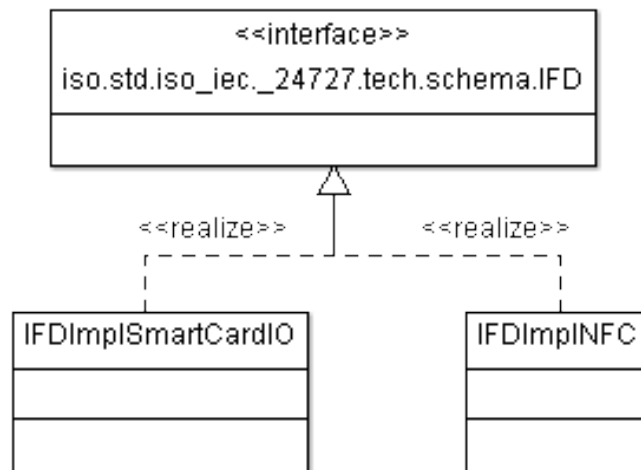 <<interface>>
iso.std.iso_iec._24727.tech.schema.IFD
<<realize>> <<realize>>
IFDImplSmartCardIO IFDImplNFC